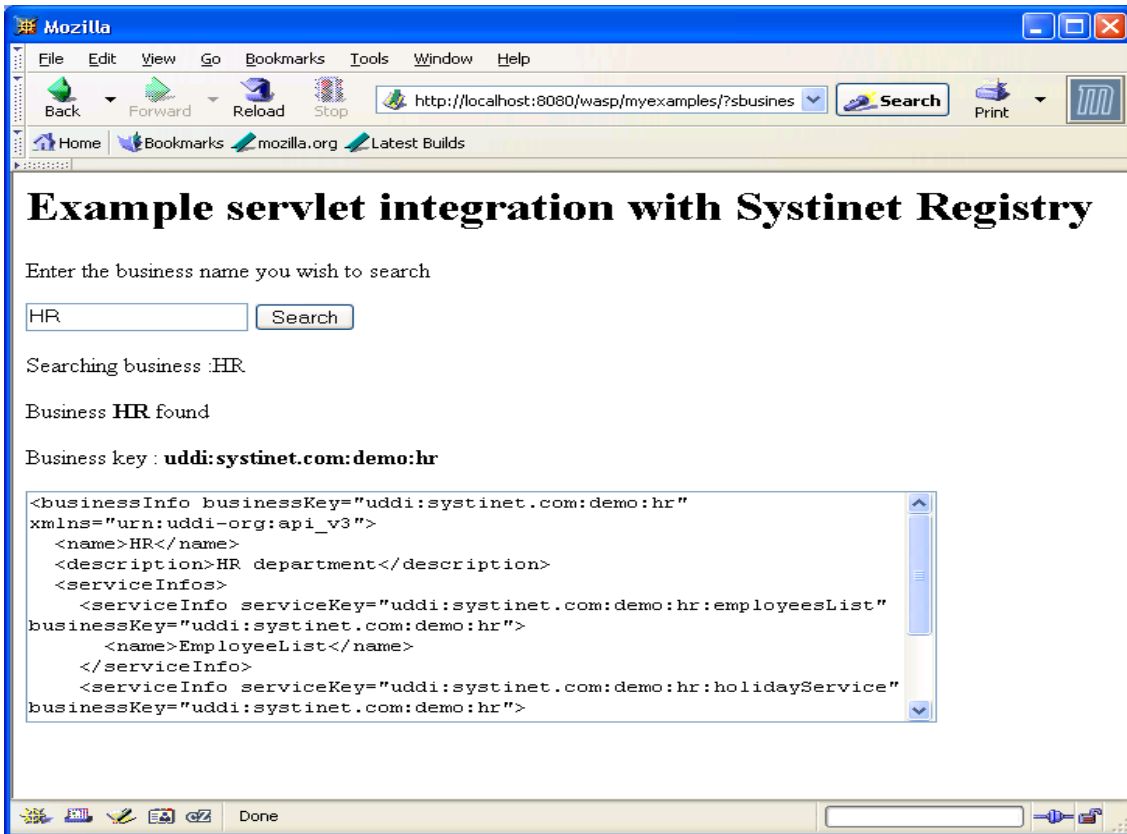 Mozilla
File Edit View Go Bookmarks Tools Window Help
Back Forward Reload Stop http://localhost:8080/wasp/myexamples/?sbusines Search Print
Home Bookmarks mozilla.org Latest Builds
Example servlet integration with Systinet Registry
Enter the business name you wish to search
HR Search
Searching business :HR
Business HR found
Business key : uddi:systinet.com:demo:hr
<businessInfo businessKey="uddi:systinet.com:demo:hr"
xmlns="urn:uddi-org:api_v3">
<name>HR</name>
<description>HR department</description>
<serviceInfos>
<serviceInfo serviceKey="uddi:systinet.com:demo:hr:employeesList"
businessKey="uddi:systinet.com:demo:hr">
<name>EmployeeList</name>
</serviceInfo>
<serviceInfo serviceKey="uddi:systinet.com:demo:hr:holidayService"
businessKey="uddi:systinet.com:demo:hr">
Done